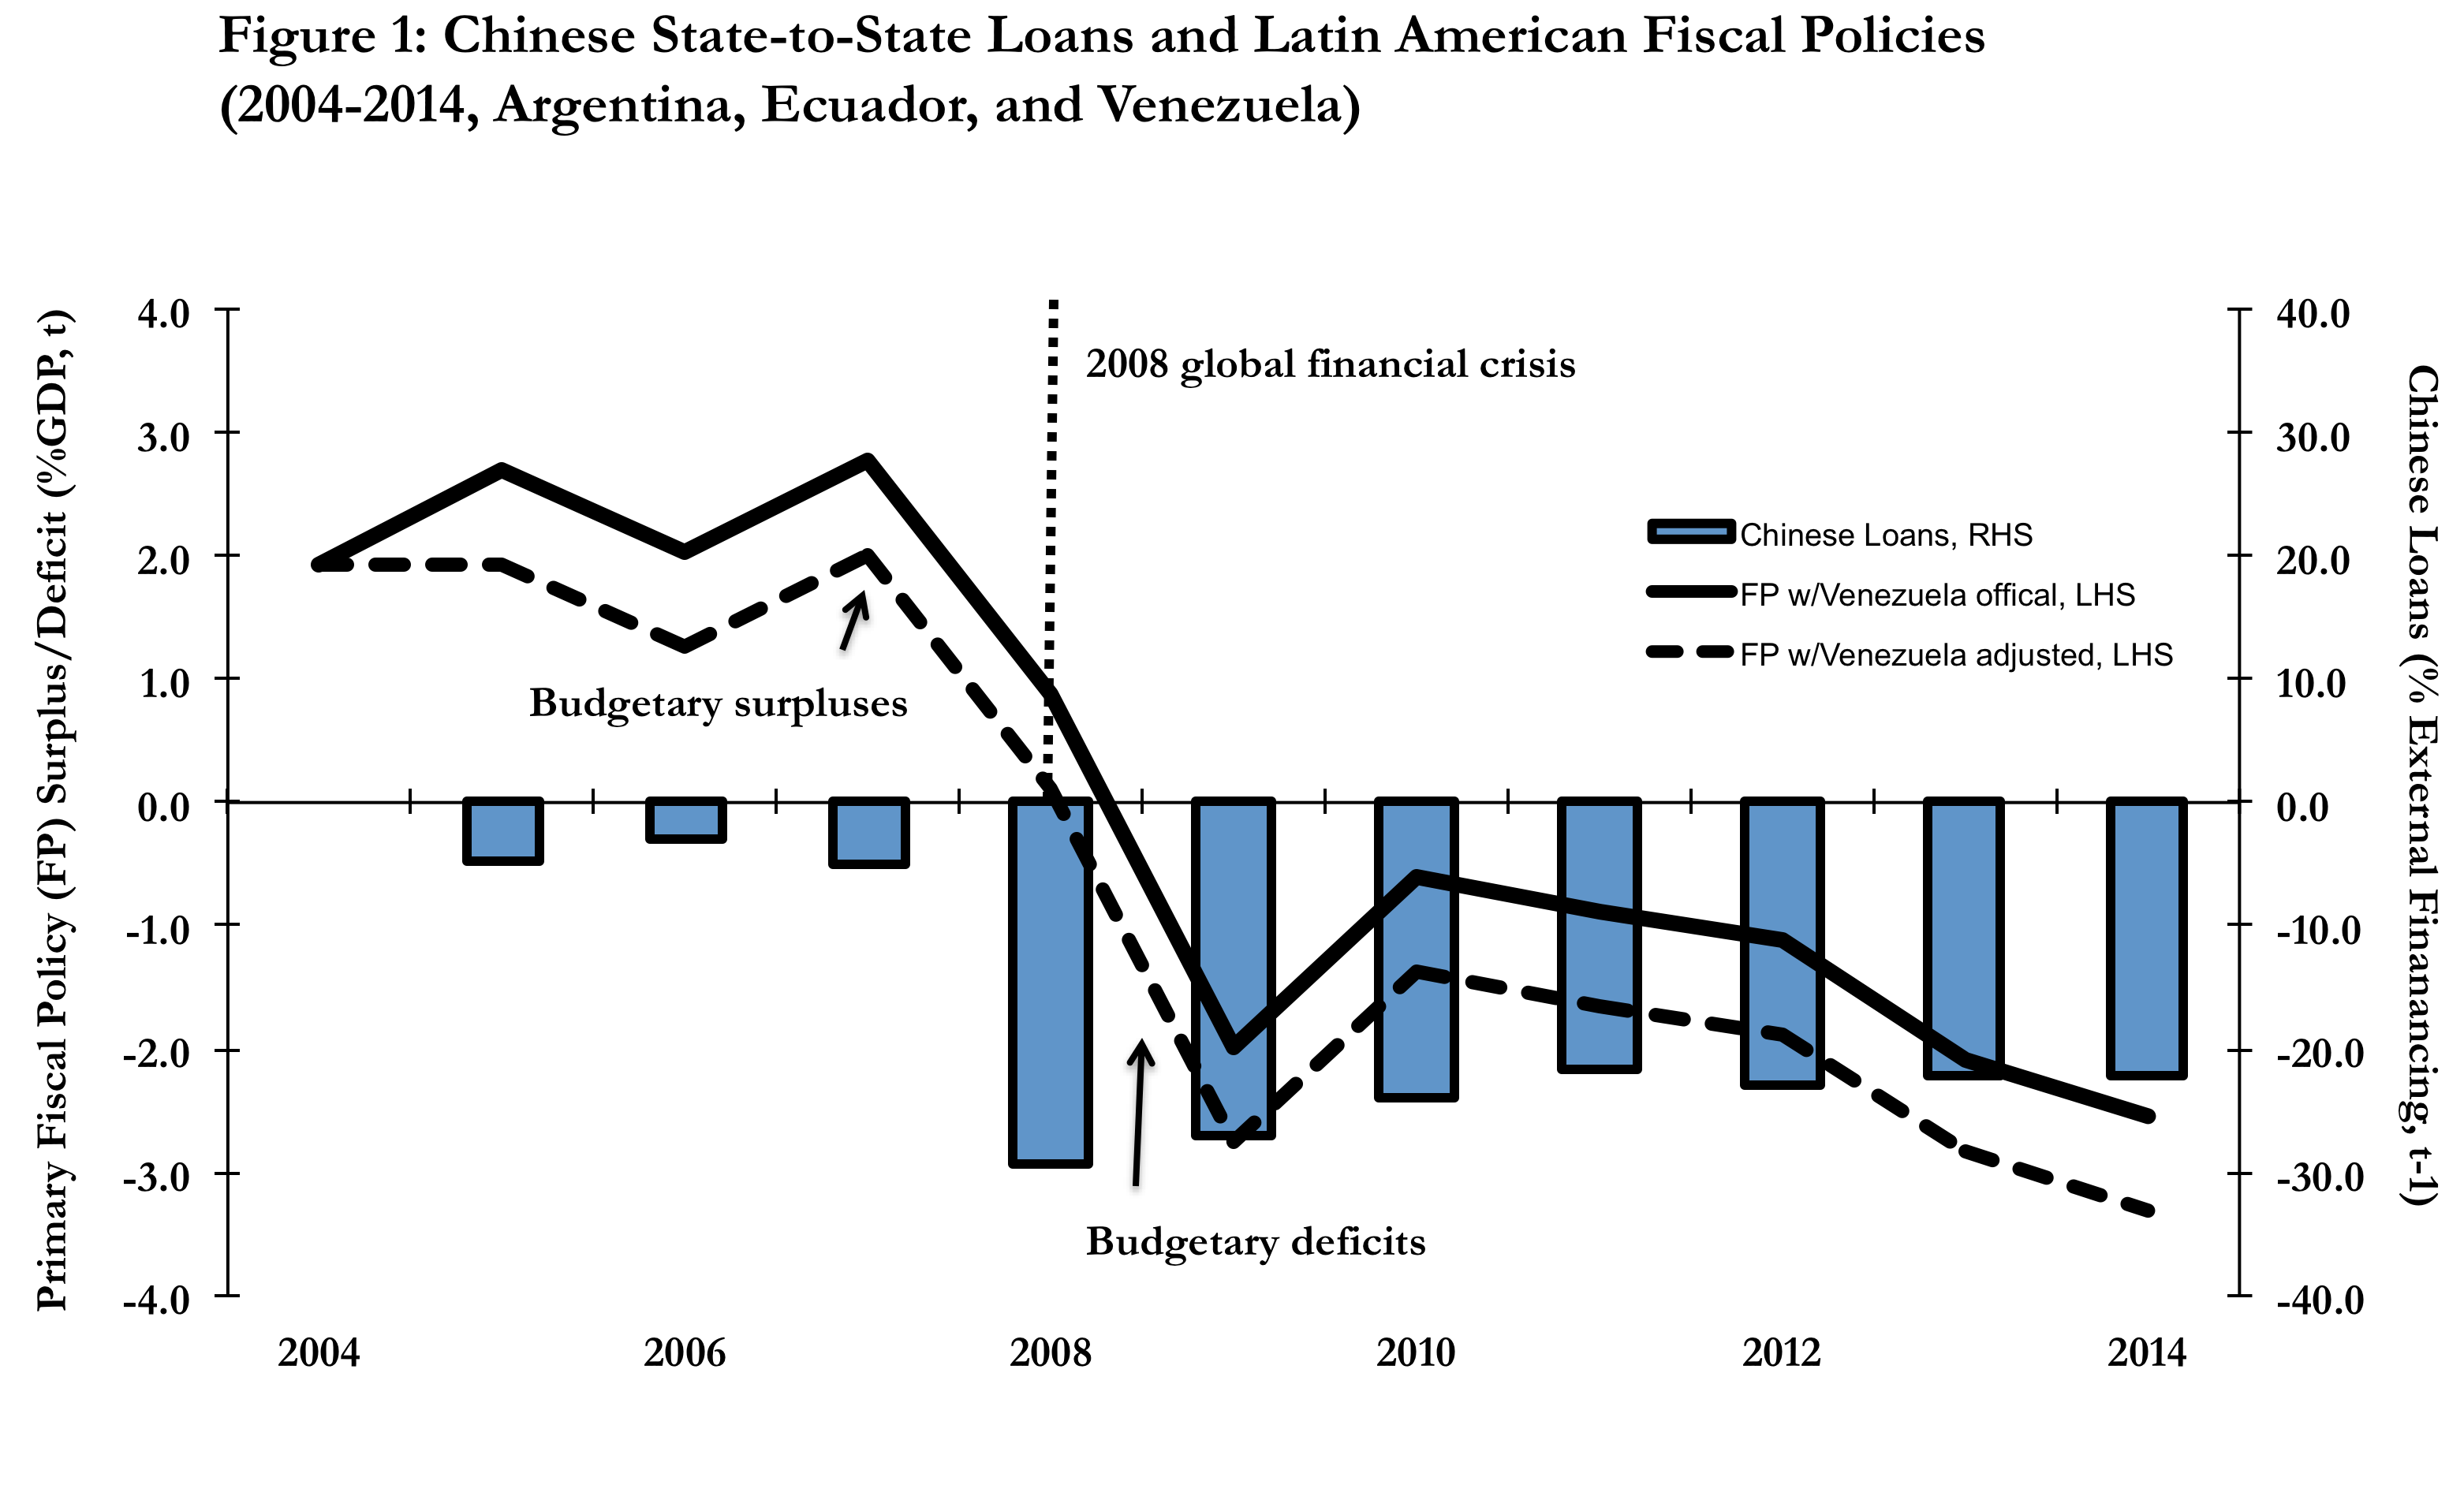 Figure 1: Chinese State-to-State Loans and Latin American Fiscal Policies
(2004-2014, Argentina, Ecuador, and Venezuela)
Primary Fiscal Policy (FP) Surplus/Deficit (%GDP, t)
4.0
3.0
2.0
1.0
0.0
-1.0
-2.0
-3.0
-4.0
2008 global financial crisis
Budgetary surpluses
Budgetary deficits
Chinese Loans, RHS
FP w/Venezuela offical, LHS
FP w/Venezuela adjusted, LHS
40.0
30.0
20.0
10.0
0.0
-10.0
-20.0
-30.0
-40.0
Chinese Loans (% External Finanancing, t-1)
2004
2006
2008
2010
2012
2014